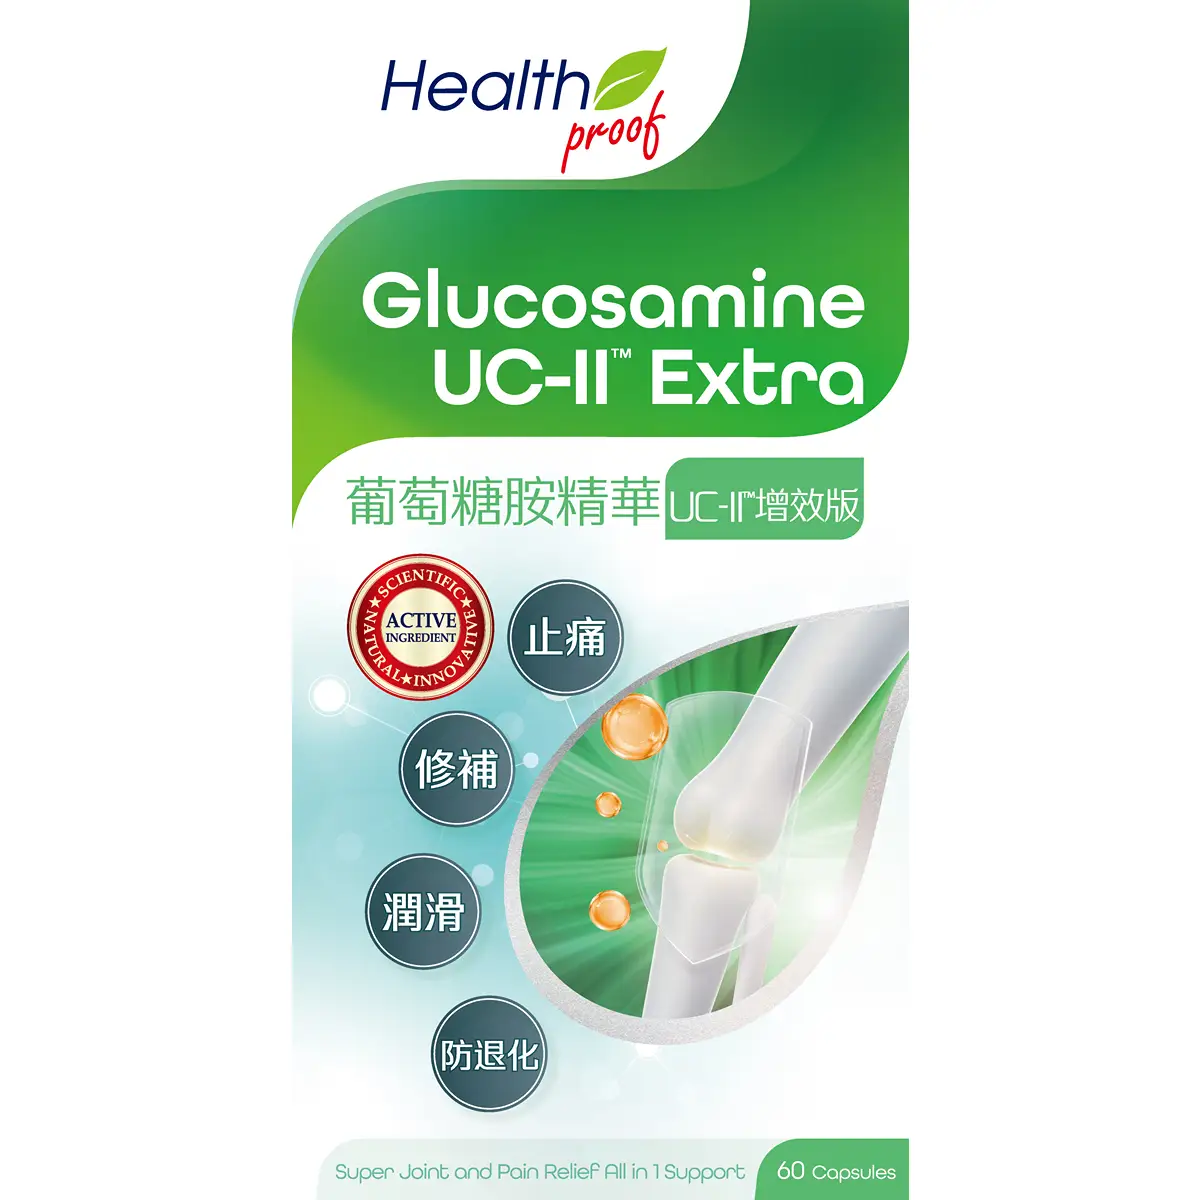 Health
proof
Glucosamine
UC-II™ Extra
葡萄糖胺精華 UC-II™增效版
SCIENTIFIC★INNOVATIVE★NATURAL★
ACTIVE
INGREDIENT
止痛
修補
潤滑
防退化
Super Joint and Pain Relief All in 1 Support
60 Capsules